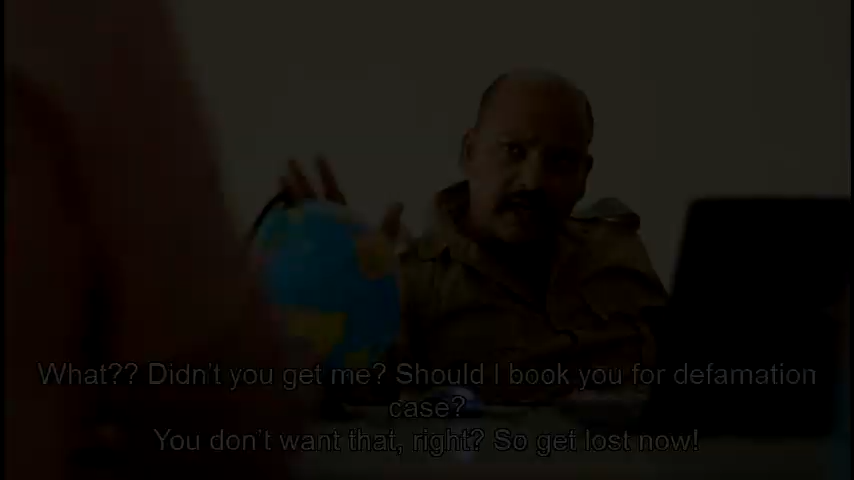 What?? Didn't you get me? Should I book you for defamation
case?
You don't want that, right? So get lost now!